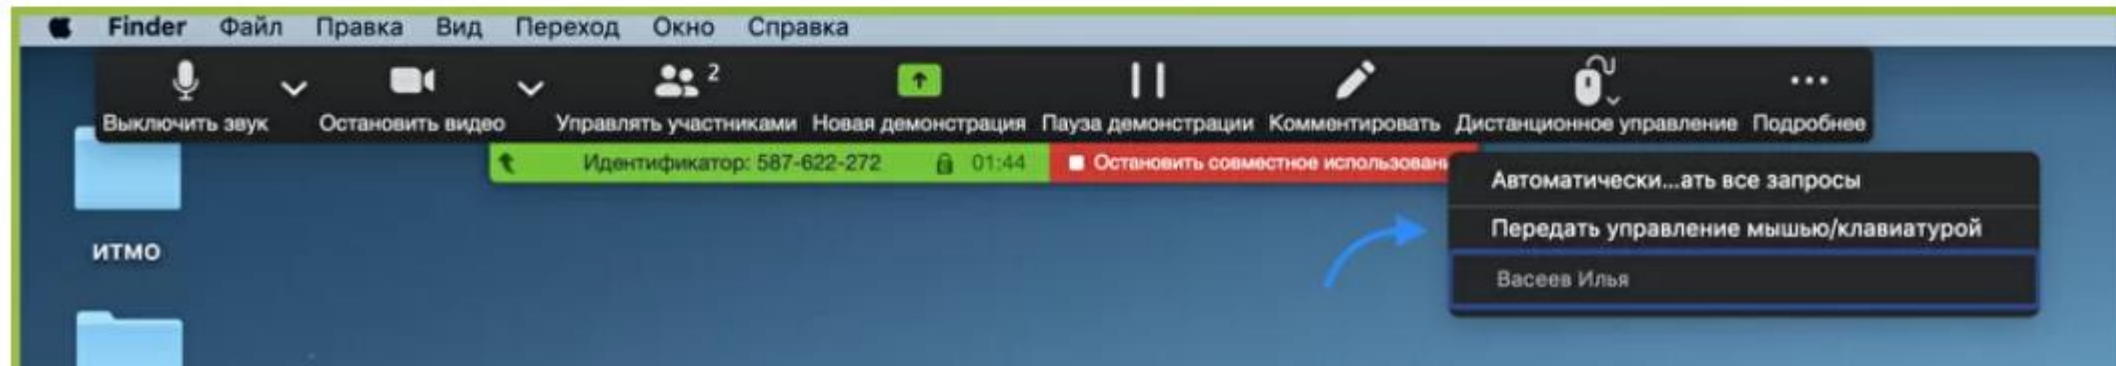 Finder Файл Правка Вид Переход Окно Справка
2
Выключить звук Остановить видео Управлять участниками Новая демонстрация Пауза демонстрации Комментировать Дистанционное управление Подробнее
Идентификатор: 587-622-272 01:44 Остановить совместное использовани
Автоматически...ать все запросы
Передать управление мышью/клавиатурой
ИТМО
Васеев Илья